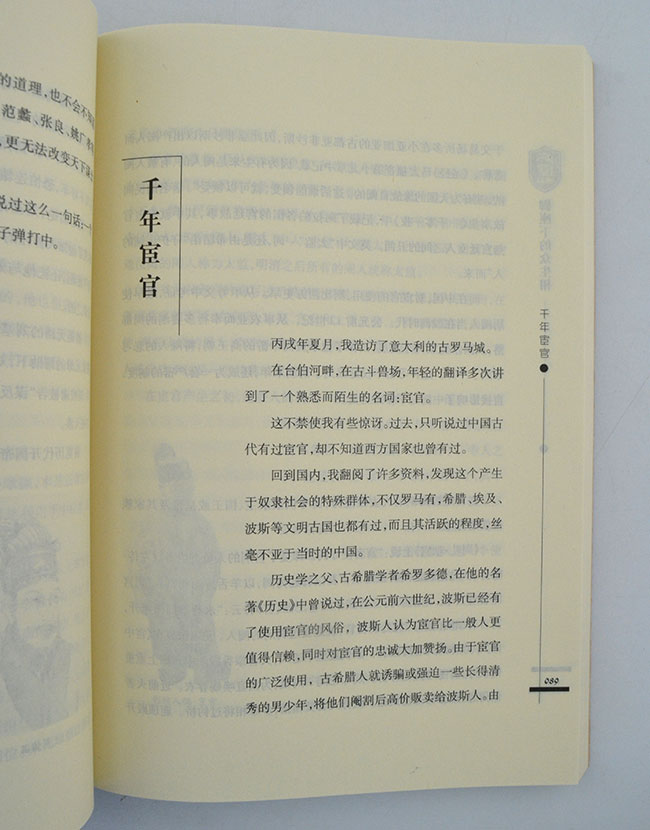 的道理，也不会不
范蠡、张良、姚广孝
，更无法改变天下
说过这么一句话：
子弹打中。
千年宦官
丙戌年夏月，我造访了意大利的古罗马城。
在台伯河畔，在古斗兽场，年轻的翻译多次讲
到了一个熟悉而陌生的名词：宦官。
这不禁使我有些惊讶。过去，只听说过中国古
代有过宦官，却不知道西方国家也曾有过。
回到国内，我翻阅了许多资料，发现这个产生
于奴隶社会的特殊群体，不仅罗马有，希腊、埃及、
波斯等文明古国也都有过，而且其活跃的程度，丝
毫不亚于当时的中国。
历史学之父、古希腊学者希罗多德，在他的名
著《历史》中曾说过，在公元前六世纪，波斯已经有
了使用宦官的风俗，波斯人认为宦官比一般人更
值得信赖，同时对宦官的忠诚大加赞扬。由于宦官
的广泛使用，古希腊人就诱骗或强迫一些长得清
秀的男少年，将他们阉割后高价贩卖给波斯人。由
御座下的众生相
千年宦官
089